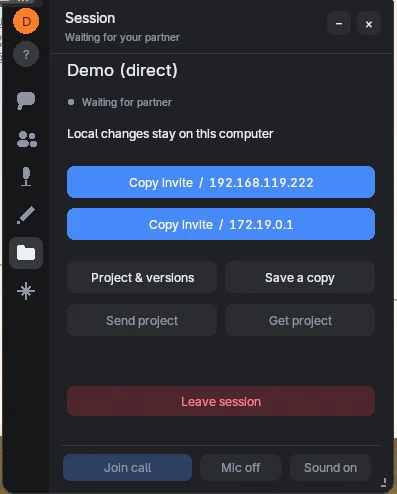 D
Session
Waiting for your partner
–
×
?
Demo (direct)
Waiting for partner
Local changes stay on this computer
Copy invite / 192.168.119.222
Copy invite / 172.19.0.1
Project & versions
Save a copy
Send project
Get project
Leave session
Join call
Mic off
Sound on